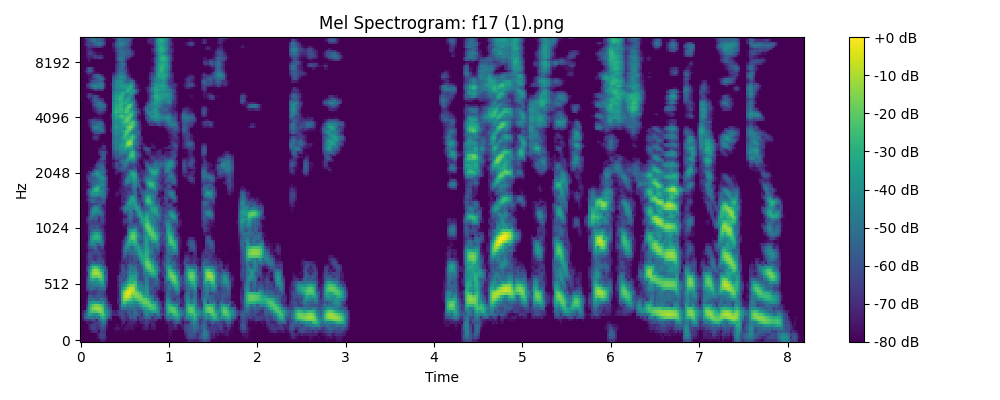 Mel Spectrogram: f17 (1).png
Hz
8192
4096
2048
1024
512
0
0 1 2 3 4 5 6 7 8
Time
+0 dB
-10 dB
-20 dB
-30 dB
-40 dB
-50 dB
-60 dB
-70 dB
-80 dB